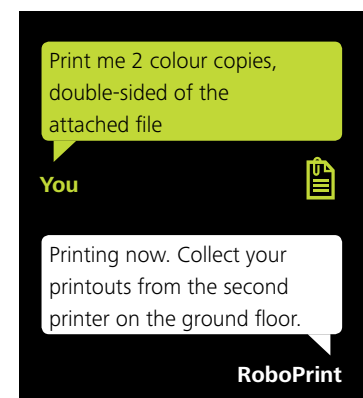 Print me 2 colour copies,
double-sided of the
attached file
You
Printing now. Collect your
printouts from the second
printer on the ground floor.
RoboPrint